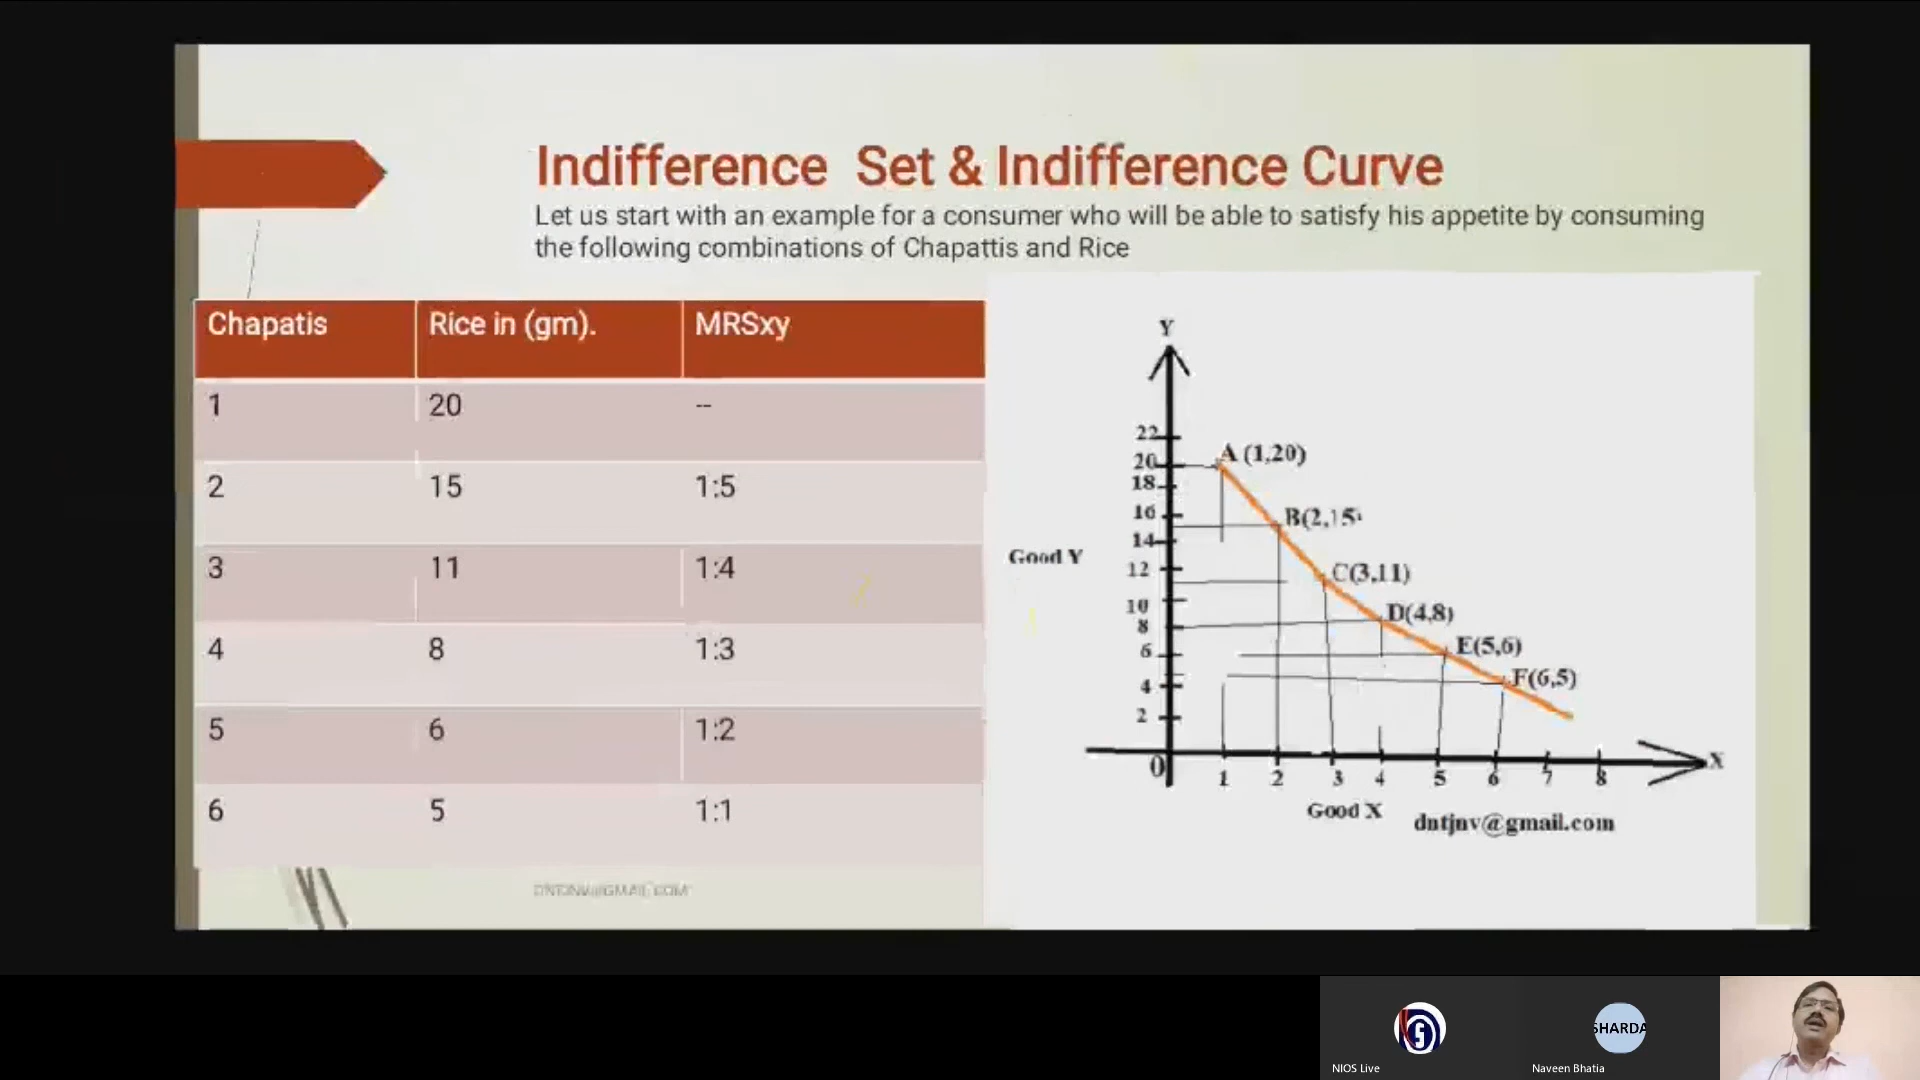 Indifference Set & Indifference Curve
Let us start with an example for a consumer who will be able to satisfy his appetite by consuming
the following combinations of Chapattis and Rice
Chapatis Rice in (gm). MRSxy
1 20 --
2 15 1:5
3 11 1:4
4 8 1:3
5 6 1:2
6 5 1:1
DNTJNV@GMAIL.COM
Y
22
20
18
16
14
12
10
8
6
4
2
0
Good Y
A (1,20)
B(2,15
C(3,11)
D(4,8)
E(5,6)
F(6,5)
1 2 3 4 5 6 7 8
X
Good X
dntjnv@gmail.com
SHARDA
NIOS Live
Naveen Bhatia